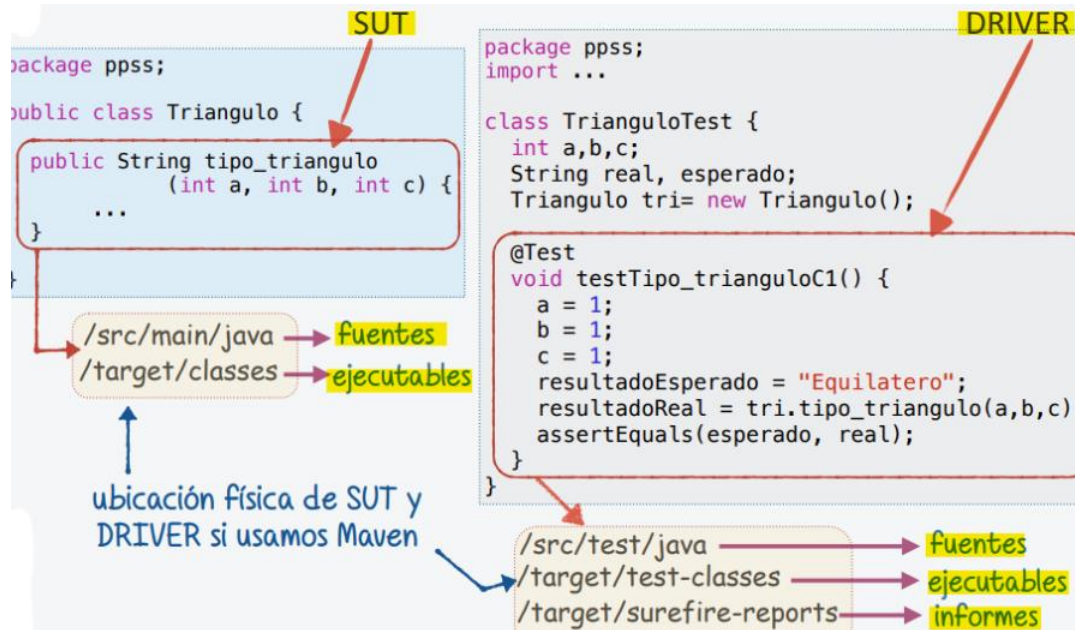 SUT
package ppss;
public class Triangulo {
public String tipo_triangulo
(int a, int b, int c) {
...
}
}
/src/main/java fuentes
/target/classes ejecutables
ubicación física de SUT y
DRIVER si usamos Maven
DRIVER
package ppss;
import ...
class TrianguloTest {
int a,b,c;
String real, esperado;
Triangulo tri= new Triangulo();
@Test
void testTipo_trianguloC1() {
a = 1;
b = 1;
c = 1;
resultadoEsperado = "Equilatero";
resultadoReal = tri.tipo_triangulo(a,b,c)
assertEquals(esperado, real);
}
}
/src/test/java fuentes
/target/test-classes ejecutables
/target/surefire-reports informes